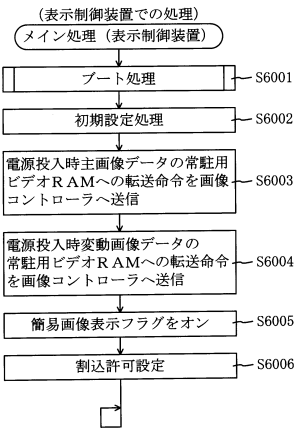 （表示制御装置での処理）
メイン処理（表示制御装置）
ブート処理
S6001
初期設定処理
S6002
電源投入時主画像データの常駐用
ビデオＲＡＭへの転送命令を画像
コントローラへ送信
S6003
電源投入時変動画像データの
常駐用ビデオＲＡＭへの転送命令
を画像コントローラへ送信
S6004
簡易画像表示フラグをオン
S6005
割込許可設定
S6006